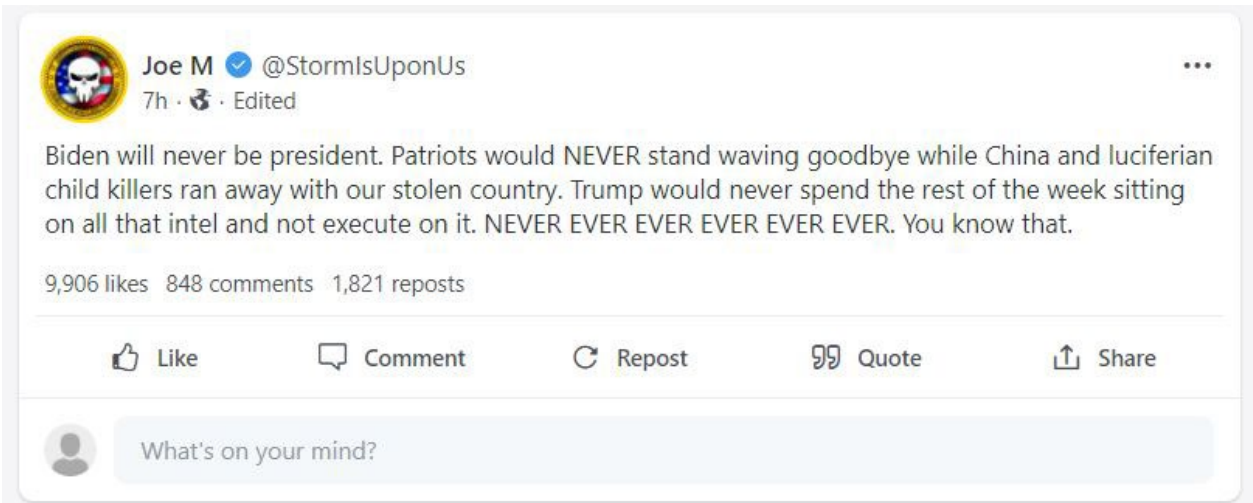 Joe M @StormIsUponUs
7h · · Edited
Biden will never be president. Patriots would NEVER stand waving goodbye while China and luciferian
child killers ran away with our stolen country. Trump would never spend the rest of the week sitting
on all that intel and not execute on it. NEVER EVER EVER EVER EVER EVER. You know that.
9,906 likes 848 comments 1,821 reposts
Like Comment Repost Quote Share
What's on your mind?